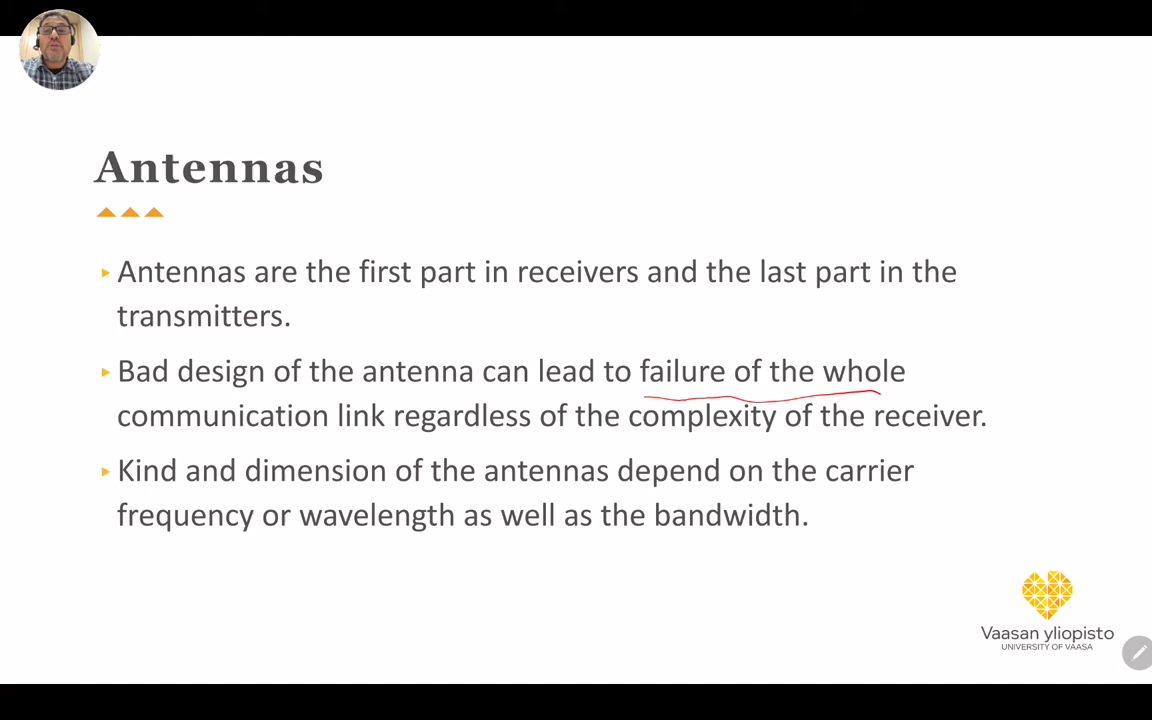 Antennas
Antennas are the first part in receivers and the last part in the
transmitters.
Bad design of the antenna can lead to failure of the whole
communication link regardless of the complexity of the receiver.
Kind and dimension of the antennas depend on the carrier
frequency or wavelength as well as the bandwidth.
Vaasan yliopisto
UNIVERSITY OF VAASA